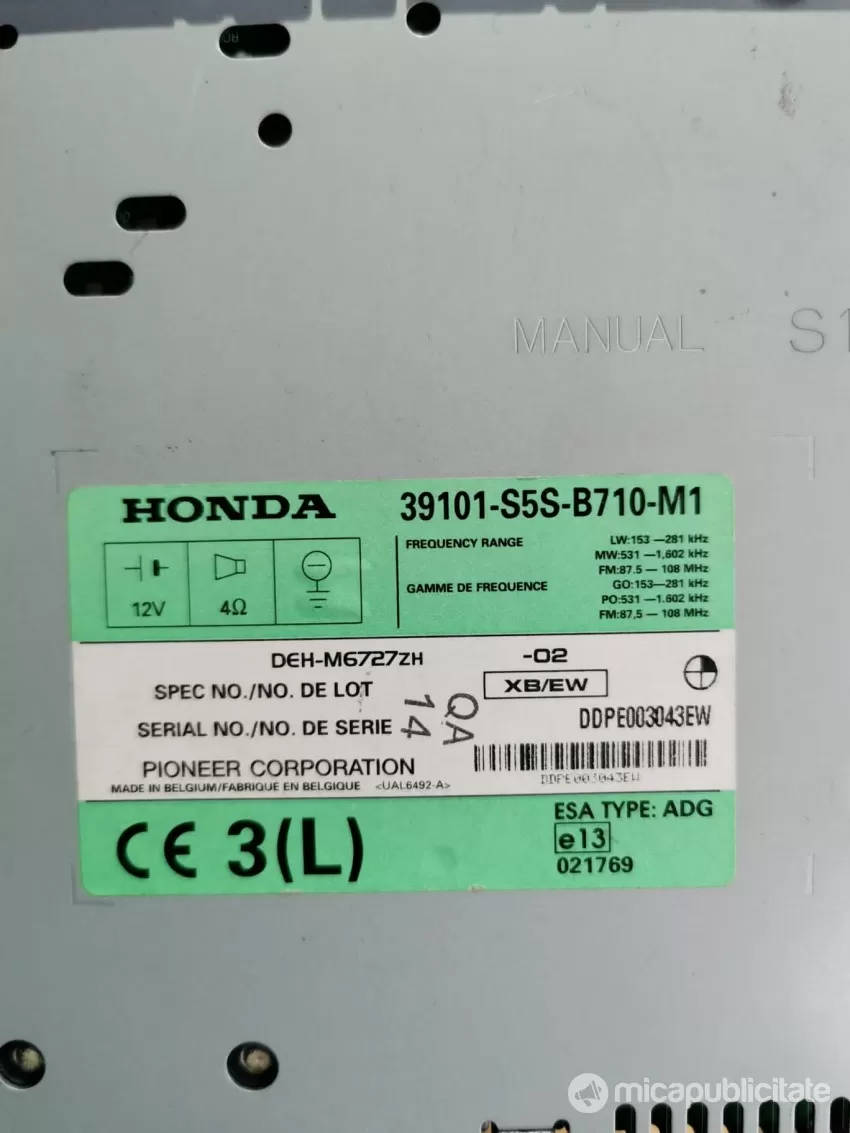 MANUAL S1
HONDA 39101-S5S-B710-M1
12V 4Ω
FREQUENCY RANGE LW:153 —281 kHz
MW:531 —1,602 kHz
FM:87.5 — 108 MHz
GAMME DE FREQUENCE GO:153—281 kHz
PO:531 —1.602 kHz
FM:87,5 — 108 MHz
DEH-M6727ZH -02
SPEC NO./NO. DE LOT XB/EW
SERIAL NO./NO. DE SERIE DDPE003043EW
QA
14
PIONEER CORPORATION
MADE IN BELGIUM/FABRIQUE EN BELGIQUE <UAL6492-A>
DDPE003043EW
CE 3(L)
ESA TYPE: ADG
e13
021769
micapublicitate